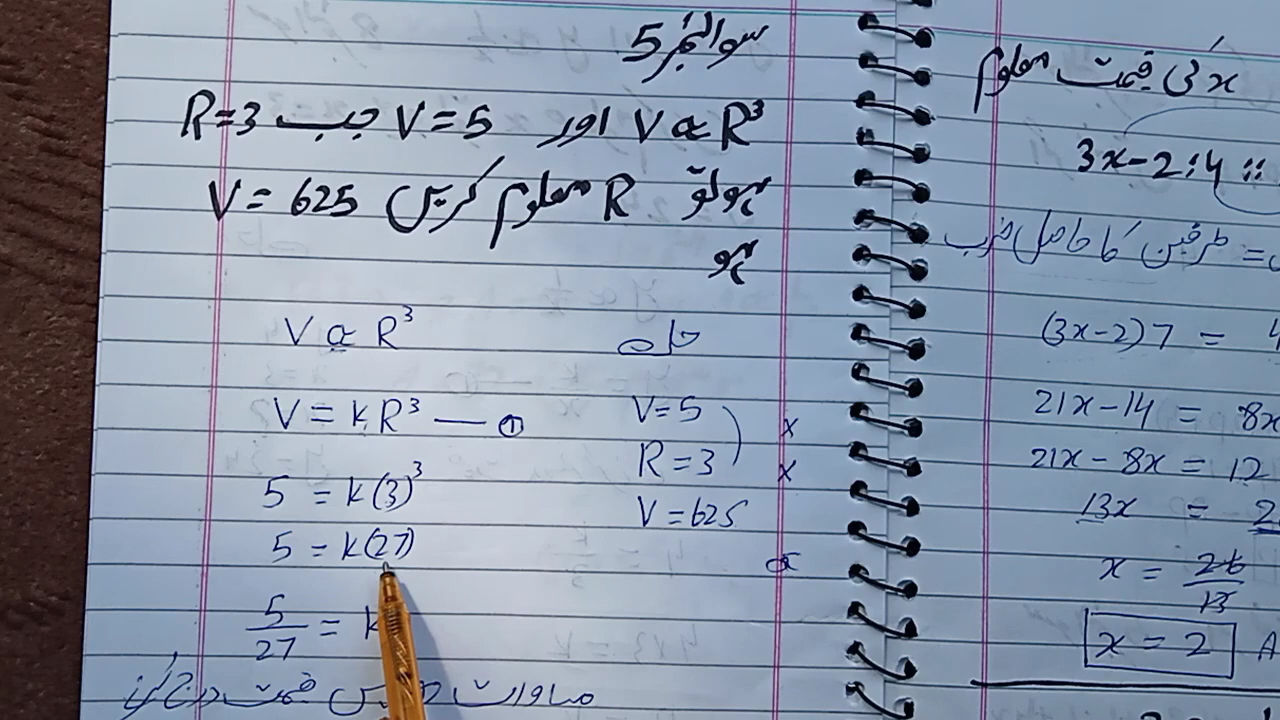 سوال نمبر 5
V ∝ R³ اور V = 5 جب R = 3
ہو تو R معلوم کریں V = 625
ہو
حل
V ∝ R³
V = kR³ — ①
5 = k(3)³
5 = k(27)
5/27 = k
V = 5
R = 3
V = 625
x کی قیمت معلوم
3x - 2 : 4 ::
طرفین کا حاصل ضرب =
(3x - 2) 7 = 4
21x - 14 = 8x
21x - 8x = 12
13x = 2
x = 26/13
x = 2 A